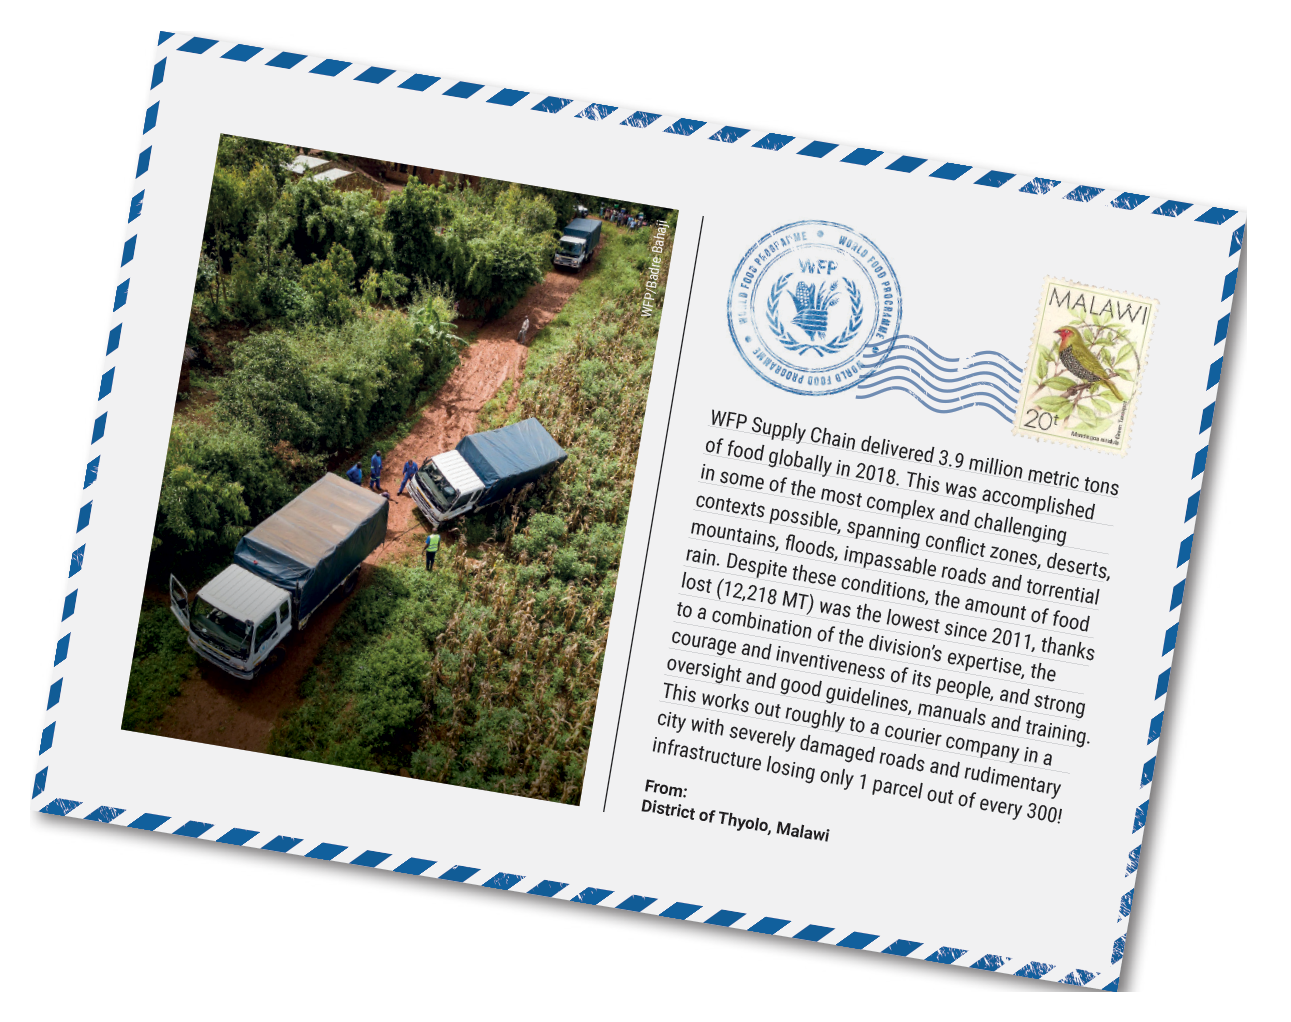 WFP/Badre Bahaji
WORLD FOOD PROGRAMME • WORLD FOOD PROGRAMME • WORLD FOOD PROGRAMME •
WFP
MALAWI
20t
WFP Supply Chain delivered 3.9 million metric tons
of food globally in 2018. This was accomplished
in some of the most complex and challenging
contexts possible, spanning conflict zones, deserts,
mountains, floods, impassable roads and torrential
rain. Despite these conditions, the amount of food
lost (12,218 MT) was the lowest since 2011, thanks
to a combination of the division's expertise, the
courage and inventiveness of its people, and strong
oversight and good guidelines, manuals and training.
This works out roughly to a courier company in a
city with severely damaged roads and rudimentary
infrastructure losing only 1 parcel out of every 300!
From:
District of Thyolo, Malawi